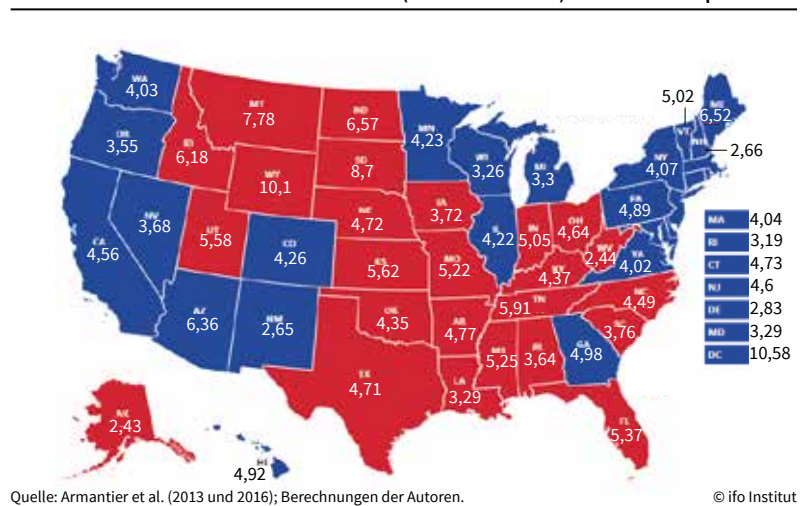 WA
4,03
MT
7,78
ND
6,57
MN
4,23
5,02
ME
6,52
VT
NH
2,66
OR
3,55
ID
6,18
SD
8,7
WI
3,26
MI
3,3
NY
4,07
WY
10,1
IA
3,72
PA
4,89
NE
4,72
NV
3,68
UT
5,58
CO
4,26
IL
4,22
IN
5,05
OH
4,64
WV
2,44
VA
4,02
CA
4,56
KS
5,62
MO
5,22
KY
4,37
MA 4,04
RI 3,19
CT 4,73
NJ 4,6
DE 2,83
MD 3,29
DC 10,58
TN
5,91
NC
4,49
AZ
6,36
NM
2,65
OK
4,35
AR
4,77
MS
5,25
AL
3,64
GA
4,98
3,76
TX
4,71
LA
3,29
FL
5,37
AK
2,43
HI
4,92
Quelle: Armantier et al. (2013 und 2016); Berechnungen der Autoren.
© ifo Institut